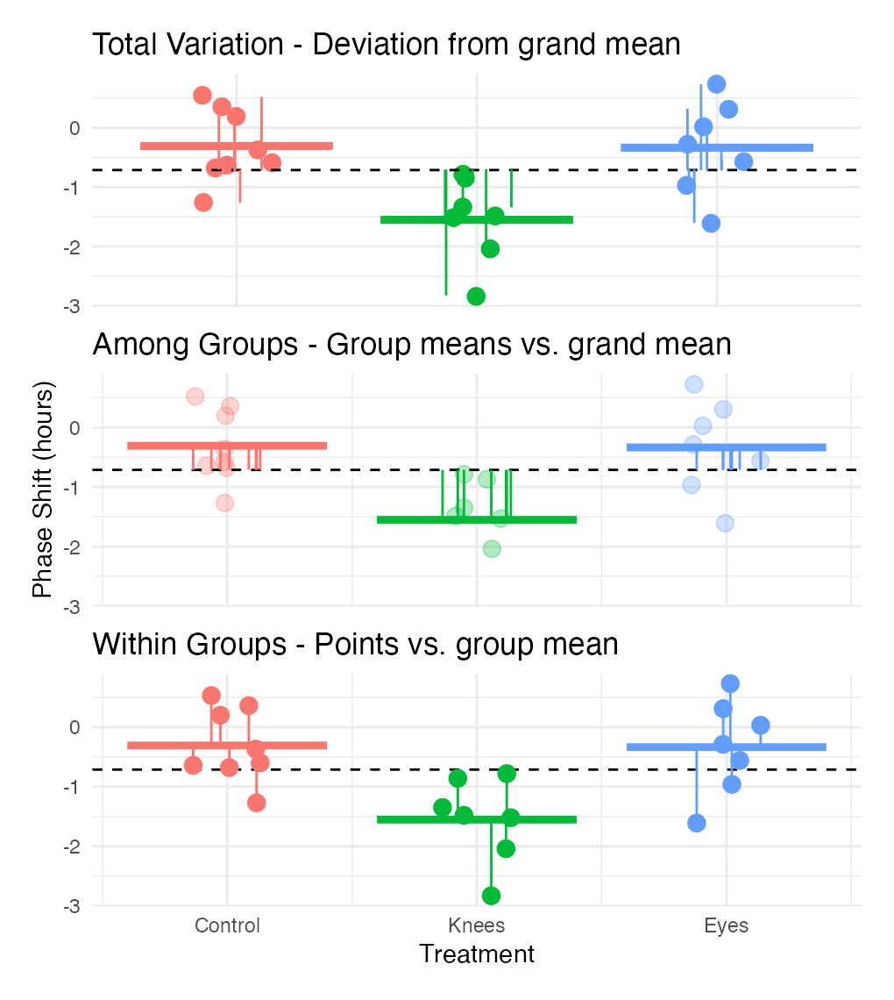 Total Variation - Deviation from grand mean
0
-1
-2
-3
Among Groups - Group means vs. grand mean
Phase Shift (hours)
0
-1
-2
-3
Within Groups - Points vs. group mean
0
-1
-2
-3
Control Knees Eyes
Treatment